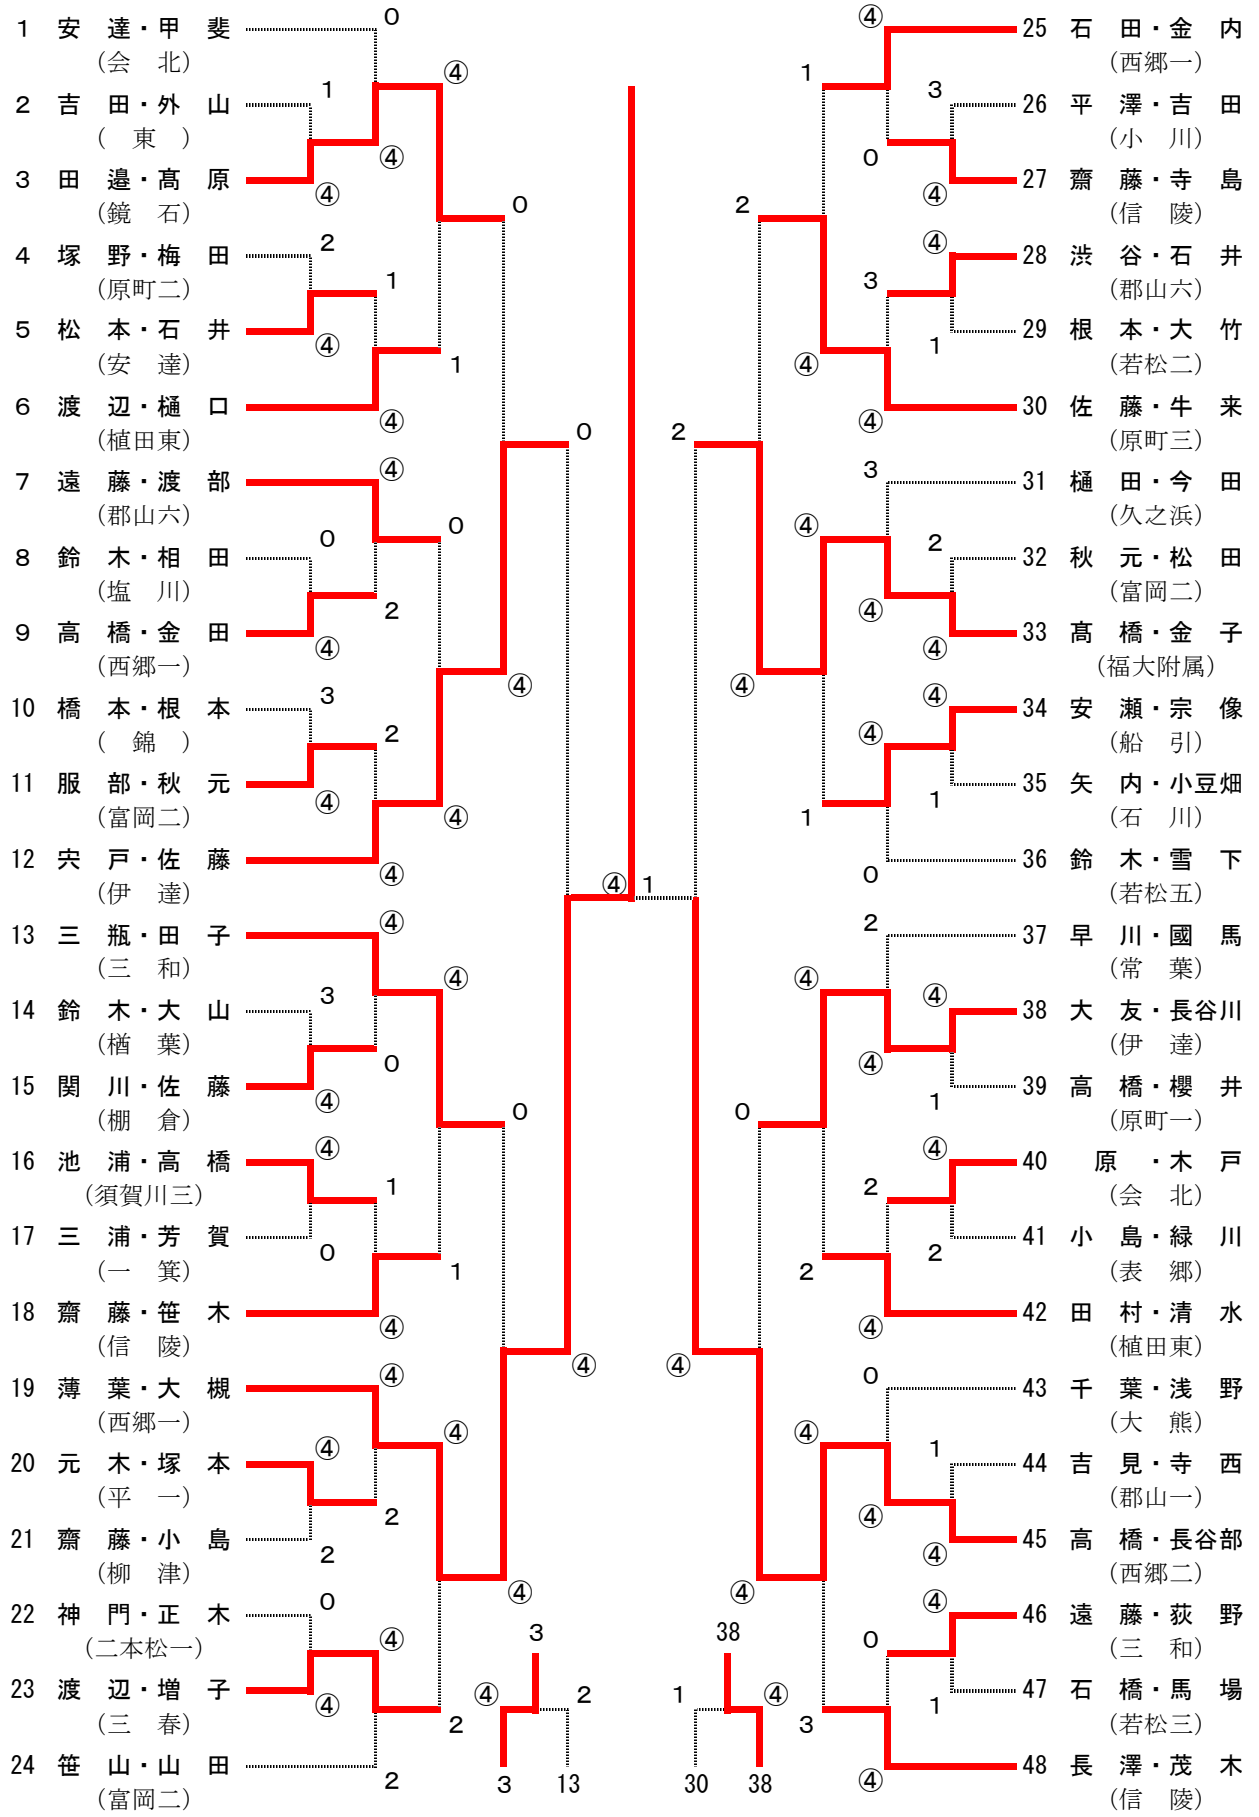 1 安 達・甲 斐
(会 北)
2 吉 田・外 山
( 東 )
3 田 邉・髙 原
(鏡 石)
4 塚 野・梅 田
(原町二)
5 松 本・石 井
(安 達)
6 渡 辺・樋 口
(植田東)
7 遠 藤・渡 部
(郡山六)
8 鈴 木・相 田
(塩 川)
9 高 橋・金 田
(西郷一)
10 橋 本・根 本
( 錦 )
11 服 部・秋 元
(富岡二)
12 宍 戸・佐 藤
(伊 達)
13 三 瓶・田 子
(三 和)
14 鈴 木・大 山
(楢 葉)
15 関 川・佐 藤
(棚 倉)
16 池 浦・高 橋
(須賀川三)
17 三 浦・芳 賀
(一 箕)
18 齋 藤・笹 木
(信 陵)
19 薄 葉・大 槻
(西郷一)
20 元 木・塚 本
(平 一)
21 齋 藤・小 島
(柳 津)
22 神 門・正 木
(二本松一)
23 渡 辺・増 子
(三 春)
24 笹 山・山 田
(富岡二)
0
1
④
④
2
④
1
④
④
0
④
2
3
④
2
④
④
3
④
0
④
0
1
④
④
④
2
2
0
④
④
2
④
1
0
④
④
1
④
2
0
④
0
④
0
④
④
1
2
④
2
④
0
④
1
2
④
1
④
④
1
④
2
④
3
④
0
3
④
④
④
1
④
2
④
2
④
④
0
3
④
0
④
1
3
④
2
④
④
④
1
0
2
④
④
1
④
2
2
④
0
④
1
④
④
0
1
④
25 石 田・金 内
(西郷一)
26 平 澤・吉 田
(小 川)
27 齋 藤・寺 島
(信 陵)
28 渋 谷・石 井
(郡山六)
29 根 本・大 竹
(若松二)
30 佐 藤・牛 来
(原町三)
31 樋 田・今 田
(久之浜)
32 秋 元・松 田
(富岡二)
33 髙 橋・金 子
(福大附属)
34 安 瀬・宗 像
(船 引)
35 矢 内・小豆畑
(石 川)
36 鈴 木・雪 下
(若松五)
37 早 川・國 馬
(常 葉)
38 大 友・長谷川
(伊 達)
39 高 橋・櫻 井
(原町一)
40 原 ・木 戸
(会 北)
41 小 島・緑 川
(表 郷)
42 田 村・清 水
(植田東)
43 千 葉・浅 野
(大 熊)
44 吉 見・寺 西
(郡山一)
45 高 橋・長谷部
(西郷二)
46 遠 藤・荻 野
(三 和)
47 石 橋・馬 場
(若松三)
48 長 澤・茂 木
(信 陵)
3
④ 2
3 13
38
1 ④
30 38